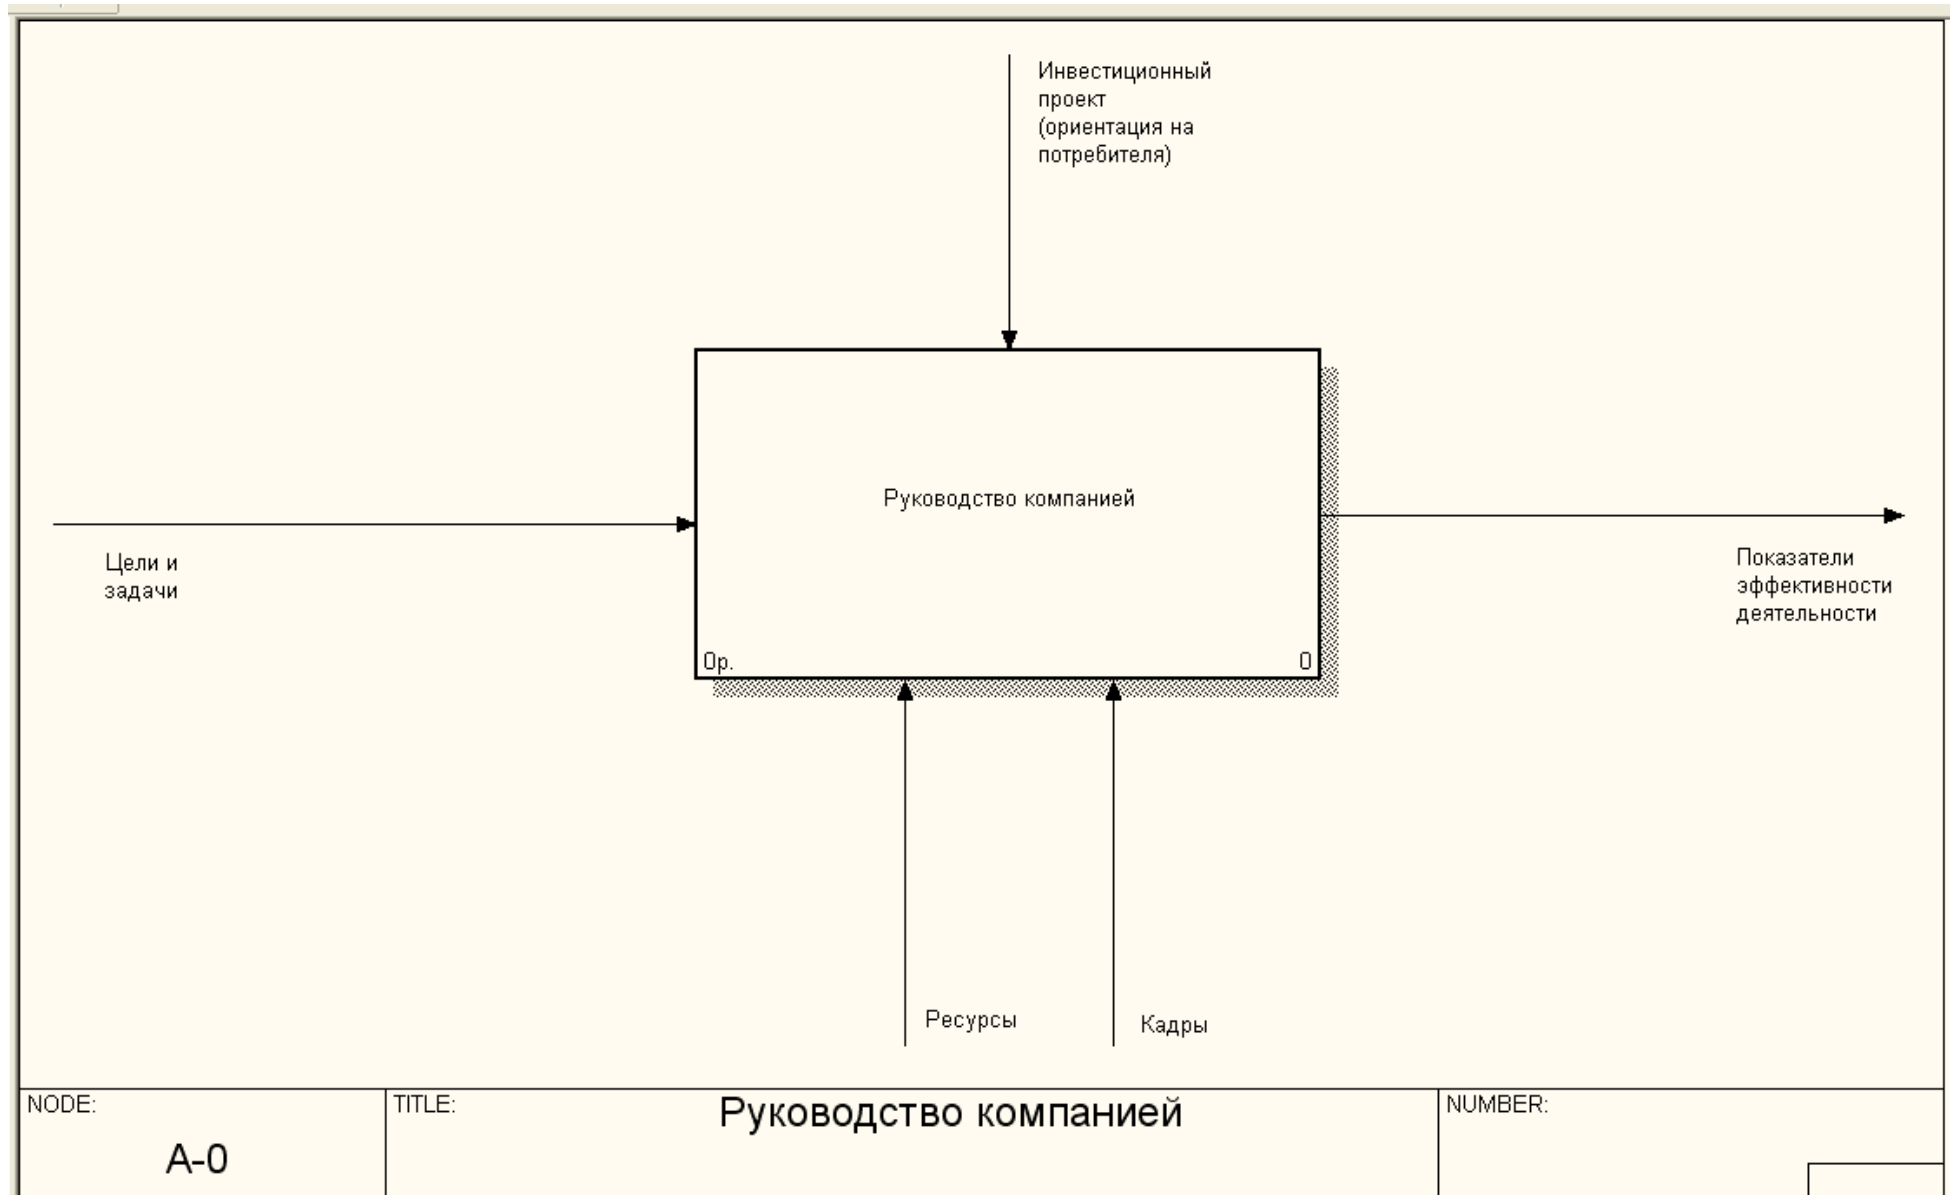 Инвестиционный
проект
(ориентация на
потребителя)
Руководство компанией
Цели и
задачи
Показатели
эффективности
деятельности
0р.
0
Ресурсы
Кадры
NODE:
TITLE:
Руководство компанией
NUMBER:
A-0